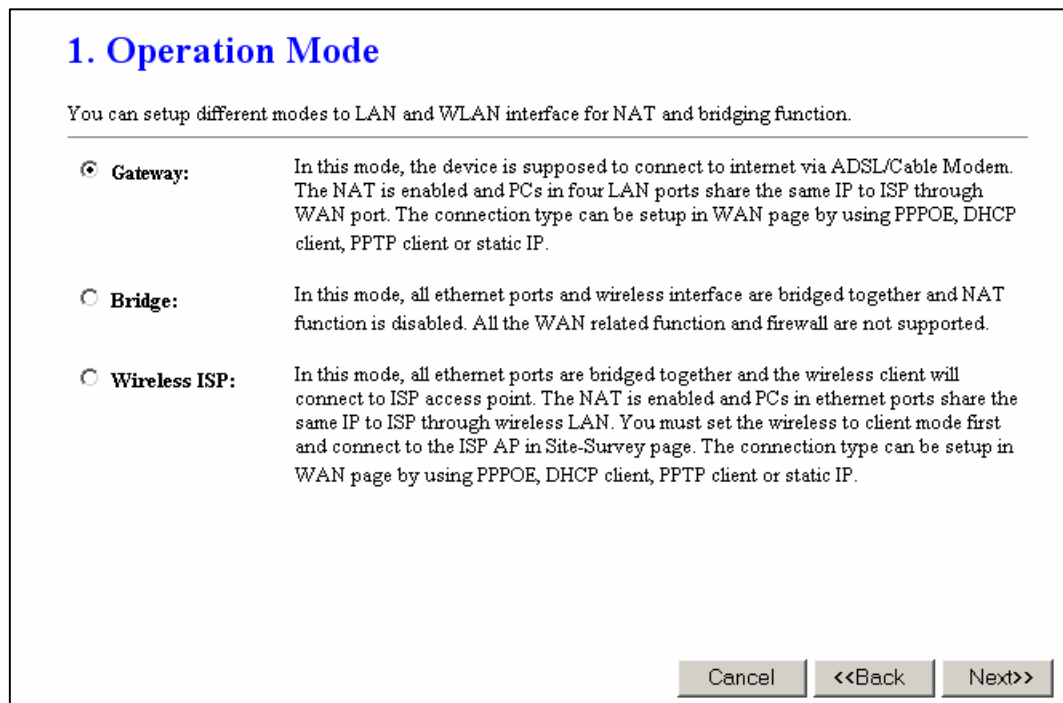 1. Operation Mode
You can setup different modes to LAN and WLAN interface for NAT and bridging function.
Gateway:
In this mode, the device is supposed to connect to internet via ADSL/Cable Modem.
The NAT is enabled and PCs in four LAN ports share the same IP to ISP through
WAN port. The connection type can be setup in WAN page by using PPPOE, DHCP
client, PPTP client or static IP.
Bridge:
In this mode, all ethernet ports and wireless interface are bridged together and NAT
function is disabled. All the WAN related function and firewall are not supported.
Wireless ISP:
In this mode, all ethernet ports are bridged together and the wireless client will
connect to ISP access point. The NAT is enabled and PCs in ethernet ports share the
same IP to ISP through wireless LAN. You must set the wireless to client mode first
and connect to the ISP AP in Site-Survey page. The connection type can be setup in
WAN page by using PPPOE, DHCP client, PPTP client or static IP.
Cancel
<<Back
Next>>